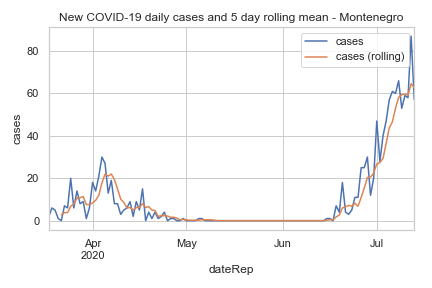 New COVID-19 daily cases and 5 day rolling mean - Montenegro
cases
cases (rolling)
cases
80
60
40
20
0
Apr
2020
May
Jun
Jul
dateRep